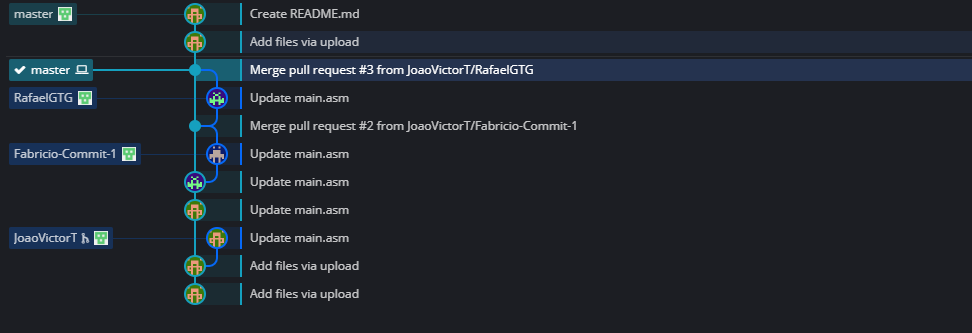 master Create README.md
Add files via upload
master Merge pull request #3 from JoaoVictorT/RafaelGTG
RafaelGTG Update main.asm
Merge pull request #2 from JoaoVictorT/Fabricio-Commit-1
Fabricio-Commit-1 Update main.asm
Update main.asm
Update main.asm
JoaoVictorT Update main.asm
Add files via upload
Add files via upload